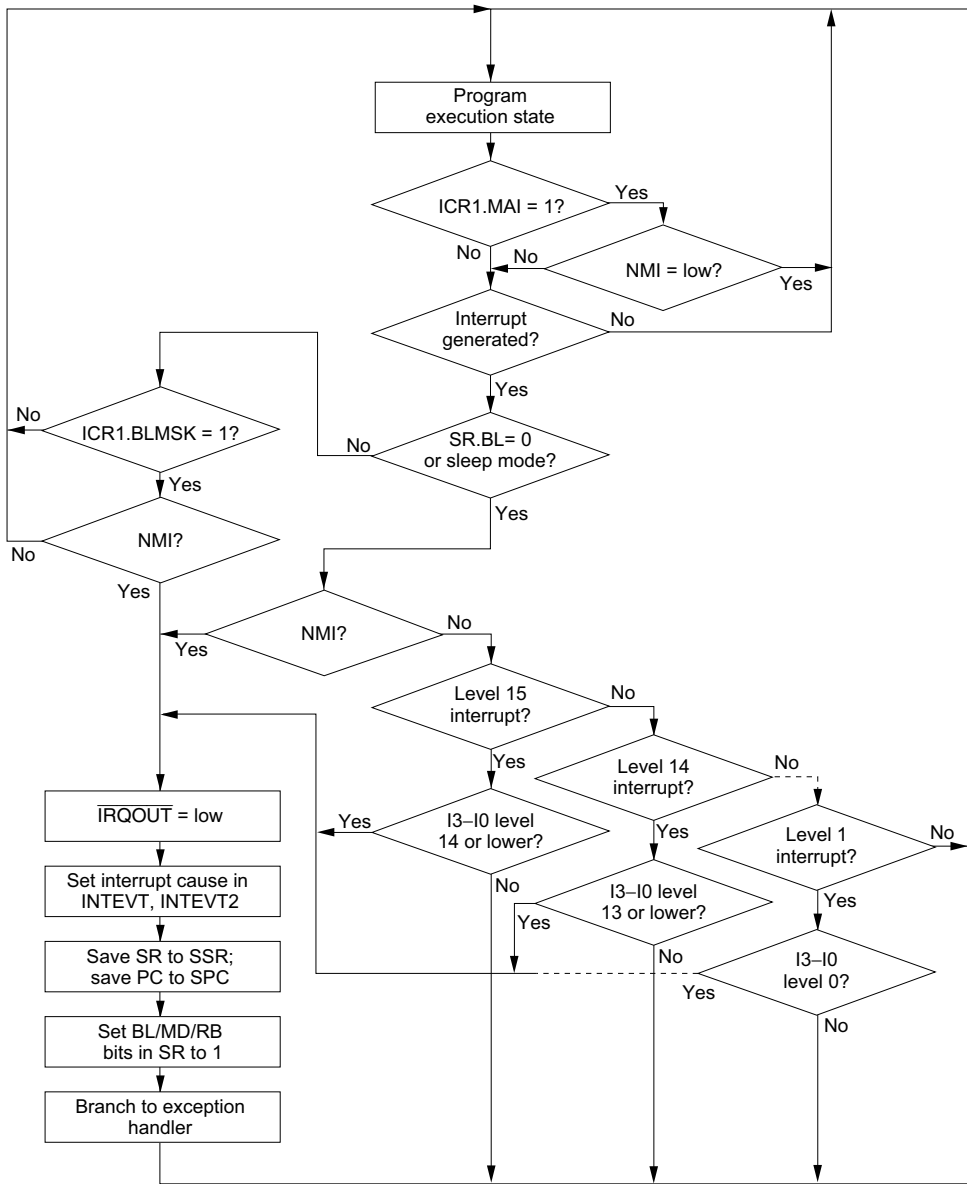 Program
execution state
ICR1.MAI = 1?
Yes
No
NMI = low?
No
Yes
Interrupt
generated?
No
Yes
ICR1.BLMSK = 1?
No
Yes
SR.BL= 0
or sleep mode?
No
Yes
NMI?
No
Yes
NMI?
Yes
No
Level 15
interrupt?
No
Yes
Level 14
interrupt?
No
Yes
Level 1
interrupt?
No
Yes
I3–I0 level
14 or lower?
Yes
No
I3–I0 level
13 or lower?
Yes
No
I3–I0
level 0?
Yes
No
IRQOUT = low
Set interrupt cause in
INTEVT, INTEVT2
Save SR to SSR;
save PC to SPC
Set BL/MD/RB
bits in SR to 1
Branch to exception
handler